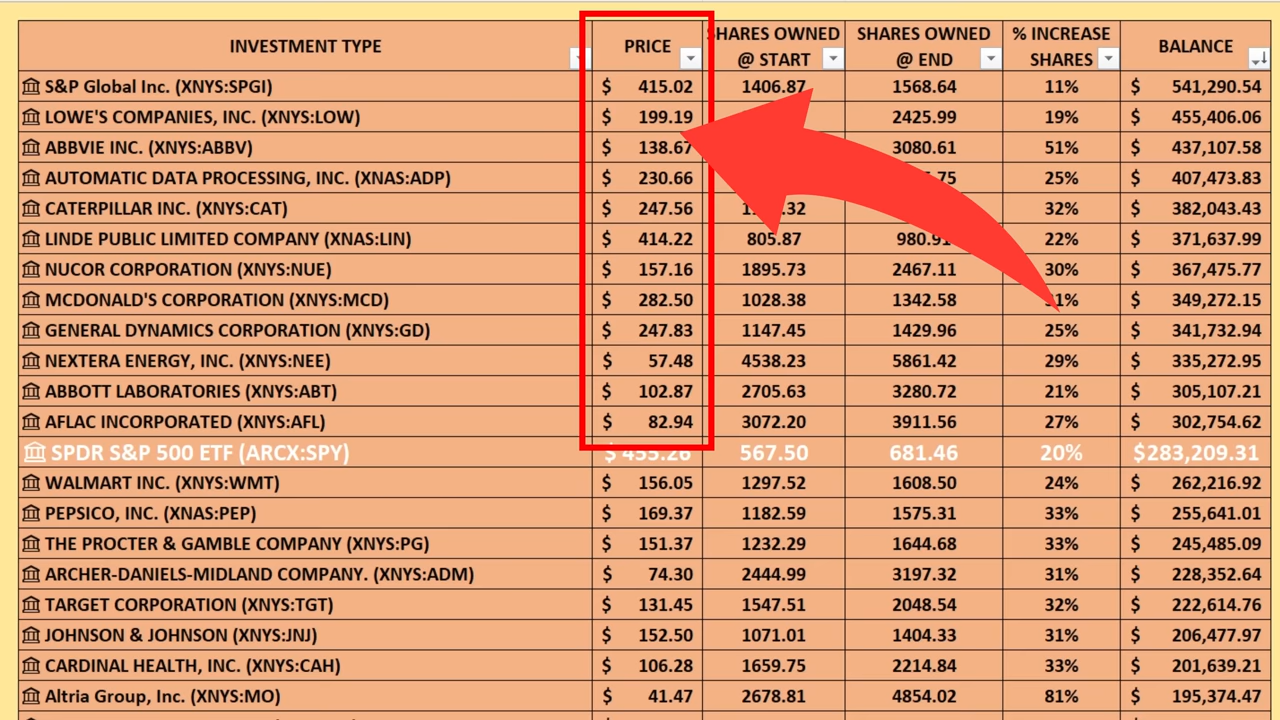 INVESTMENT TYPE PRICE SHARES OWNED @ START SHARES OWNED @ END % INCREASE SHARES BALANCE
S&P Global Inc. (XNYS:SPGI) $ 415.02 1406.87 1568.64 11% $ 541,290.54
LOWE'S COMPANIES, INC. (XNYS:LOW) $ 199.19 2425.99 19% $ 455,406.06
ABBVIE INC. (XNYS:ABBV) $ 138.67 3080.61 51% $ 437,107.58
AUTOMATIC DATA PROCESSING, INC. (XNAS:ADP) $ 230.66 25% $ 407,473.83
CATERPILLAR INC. (XNYS:CAT) $ 247.56 32% $ 382,043.43
LINDE PUBLIC LIMITED COMPANY (XNAS:LIN) $ 414.22 805.87 980.91 22% $ 371,637.99
NUCOR CORPORATION (XNYS:NUE) $ 157.16 1895.73 2467.11 30% $ 367,475.77
MCDONALD'S CORPORATION (XNYS:MCD) $ 282.50 1028.38 1342.58 $ 349,272.15
GENERAL DYNAMICS CORPORATION (XNYS:GD) $ 247.83 1147.45 1429.96 25% $ 341,732.94
NEXTERA ENERGY, INC. (XNYS:NEE) $ 57.48 4538.23 5861.42 29% $ 335,272.95
ABBOTT LABORATORIES (XNYS:ABT) $ 102.87 2705.63 3280.72 21% $ 305,107.21
AFLAC INCORPORATED (XNYS:AFL) $ 82.94 3072.20 3911.56 27% $ 302,754.62
SPDR S&P 500 ETF (ARCX:SPY) $ 455.26 567.50 681.46 20% $283,209.31
WALMART INC. (XNYS:WMT) $ 156.05 1297.52 1608.50 24% $ 262,216.92
PEPSICO, INC. (XNAS:PEP) $ 169.37 1182.59 1575.31 33% $ 255,641.01
THE PROCTER & GAMBLE COMPANY (XNYS:PG) $ 151.37 1232.29 1644.68 33% $ 245,485.09
ARCHER-DANIELS-MIDLAND COMPANY. (XNYS:ADM) $ 74.30 2444.99 3197.32 31% $ 228,352.64
TARGET CORPORATION (XNYS:TGT) $ 131.45 1547.51 2048.54 32% $ 222,614.76
JOHNSON & JOHNSON (XNYS:JNJ) $ 152.50 1071.01 1404.33 31% $ 206,477.97
CARDINAL HEALTH, INC. (XNYS:CAH) $ 106.28 1659.75 2214.84 33% $ 201,639.21
Altria Group, Inc. (XNYS:MO) $ 41.47 2678.81 4854.02 81% $ 195,374.47